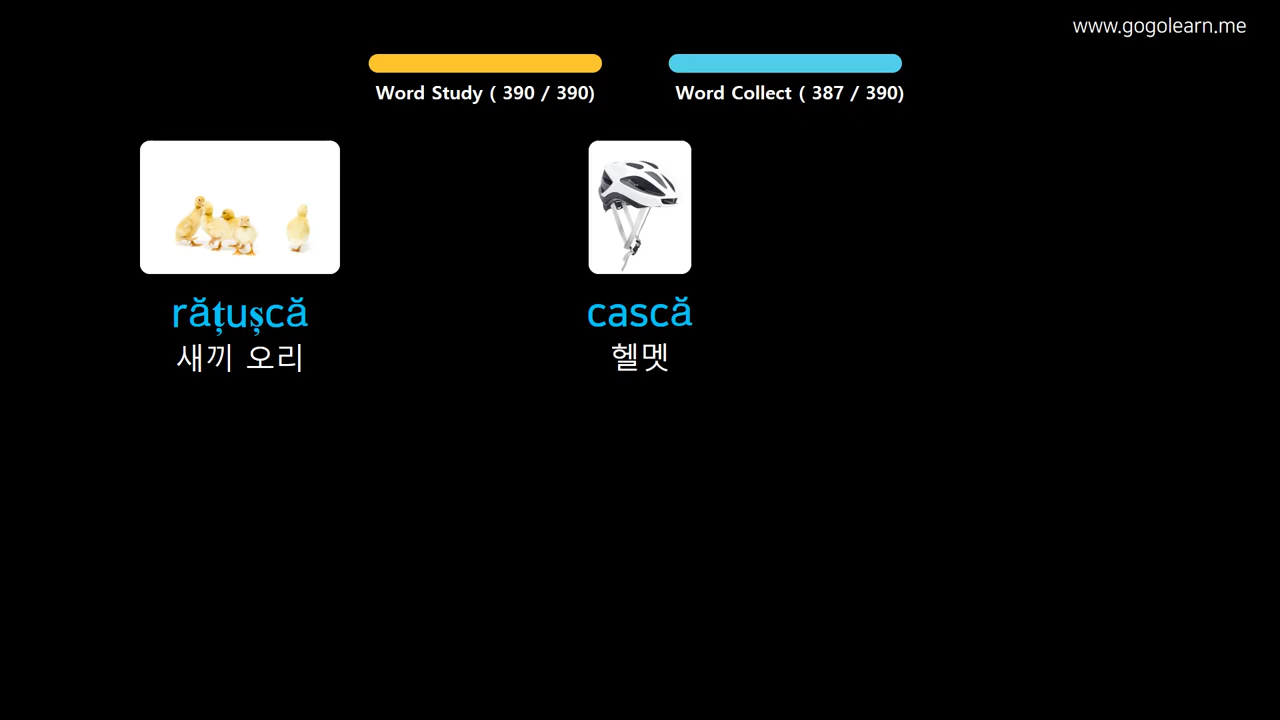 www.gogolearn.me
Word Study ( 390 / 390)
Word Collect ( 387 / 390)
rățușcă
새끼 오리
cască
헬멧